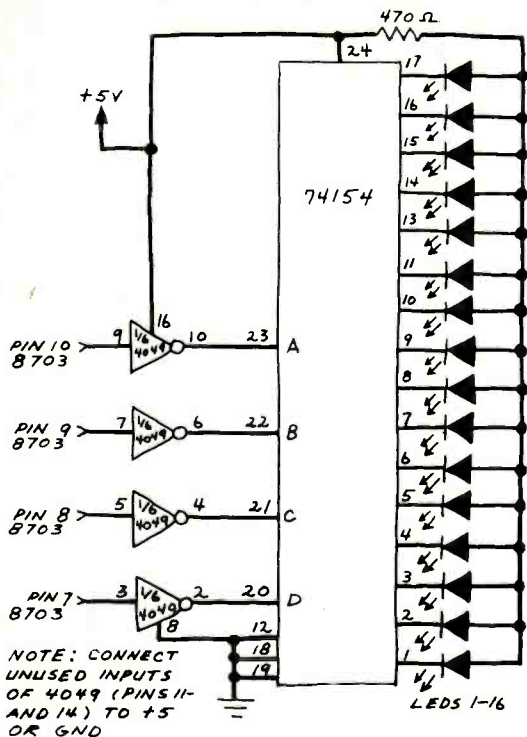 470 Ω
24
+5V
17
16
15
14
13
11
10
9
8
7
6
5
4
3
2
1
74154
16
PIN 10
8703
9
1/6
4049
10
23
A
PIN 9
8703
7
1/6
4049
6
22
B
PIN 8
8703
5
1/6
4049
4
21
C
PIN 7
8703
3
1/6
4049
2
20
D
8
12
18
19
NOTE: CONNECT
UNUSED INPUTS
OF 4049 (PINS 11-
AND 14) TO +5
OR GND
LEDS 1-16